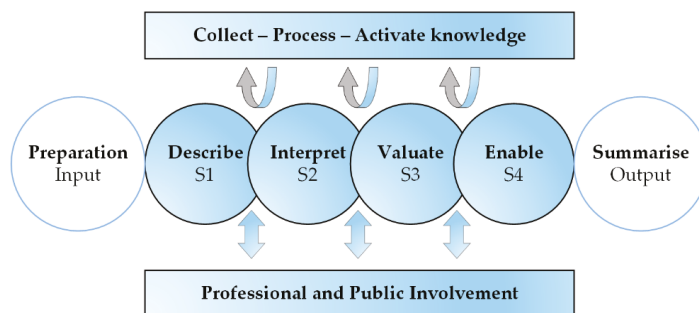 Collect – Process – Activate knowledge
Preparation
Input
Describe
S1
Interpret
S2
Valuate
S3
Enable
S4
Summarise
Output
Professional and Public Involvement